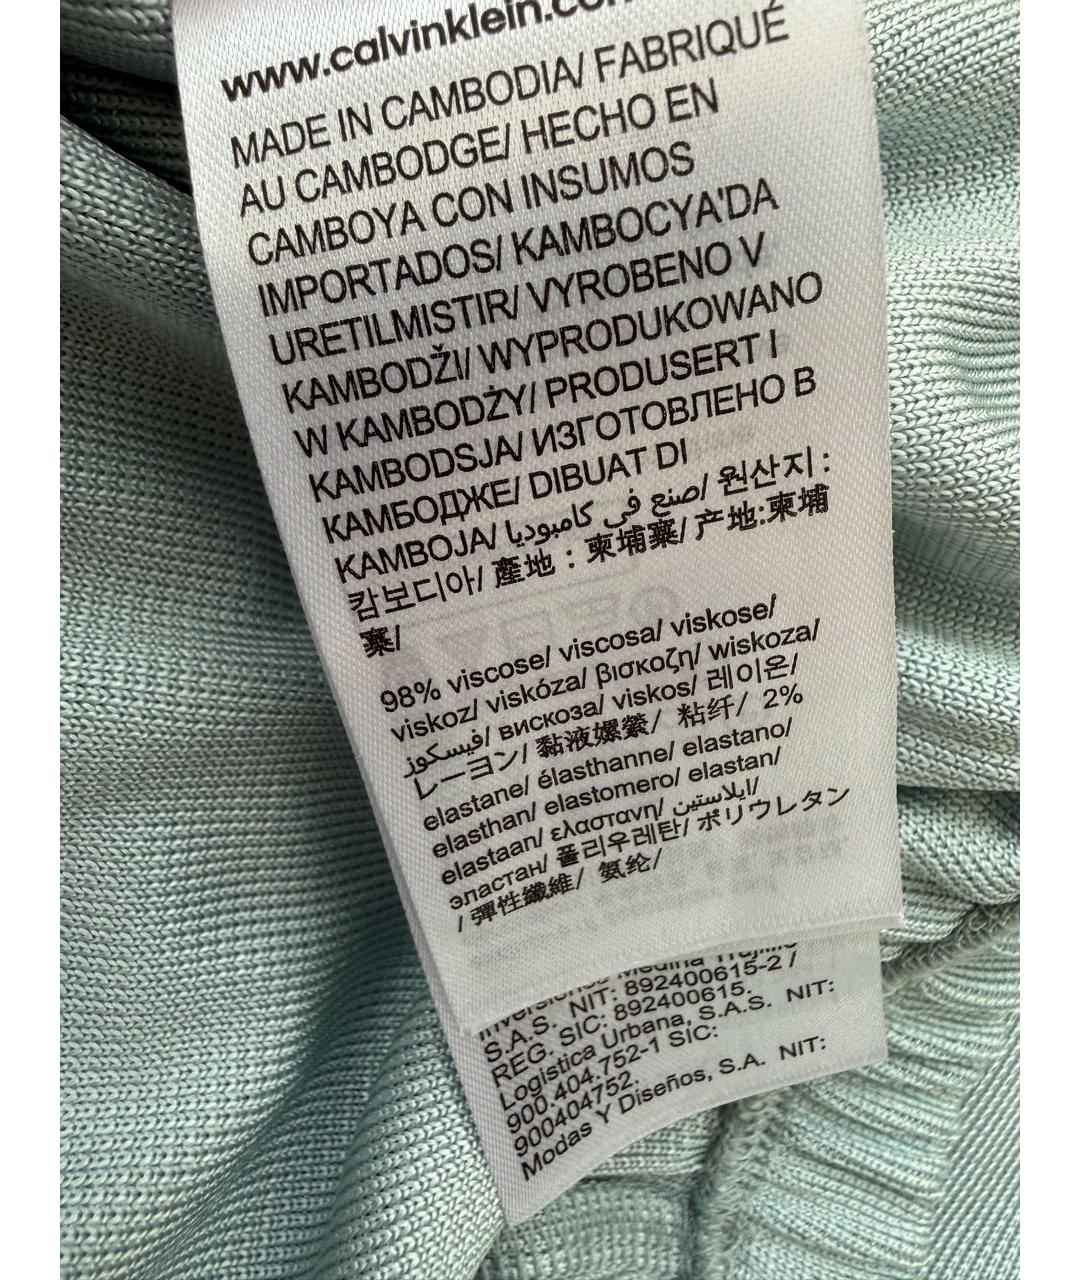 www.calvinklein.com
MADE IN CAMBODIA/ FABRIQUÉ
AU CAMBODGE/ HECHO EN
CAMBOYA CON INSUMOS
IMPORTADOS/ KAMBOCYA'DA
URETILMISTIR/ VYROBENO V
KAMBODŽI/ WYPRODUKOWANO
W KAMBODŻY/ PRODUSERT I
KAMBODSJA/ ИЗГОТОВЛЕНО В
КАМБОДЖЕ/ DIBUAT DI
KAMBOJA/ صنع في كامبوديا/ 원산지 :
캄보디아/ 產地 : 柬埔寨/ 产地:柬埔
寨/
98% viscose/ viscosa/ viskose/
viskoz/ viskóza/ βισκοζη/ wiskoza/
فيسكوز/ вискоза/ viskos/ 레이온/
レーヨン/ 黏液嫘縈/ 粘纤/ 2%
elastane/ élasthanne/ elastano/
elasthan/ elastomero/ elastan/
elastaan/ ελαστανη/ ايلاستين/
эластан/ 폴리우레탄/ ポリウレタン
/ 彈性纖維/ 氨纶/
Inversiones Medina Trujillo
S.A.S. NIT: 892400615-2 /
REG. SIC: 892400615.
Logistica Urbana, S.A.S. NIT:
900.404.752-1 SIC:
900404752.
Modas Y Diseños, S.A. NIT: